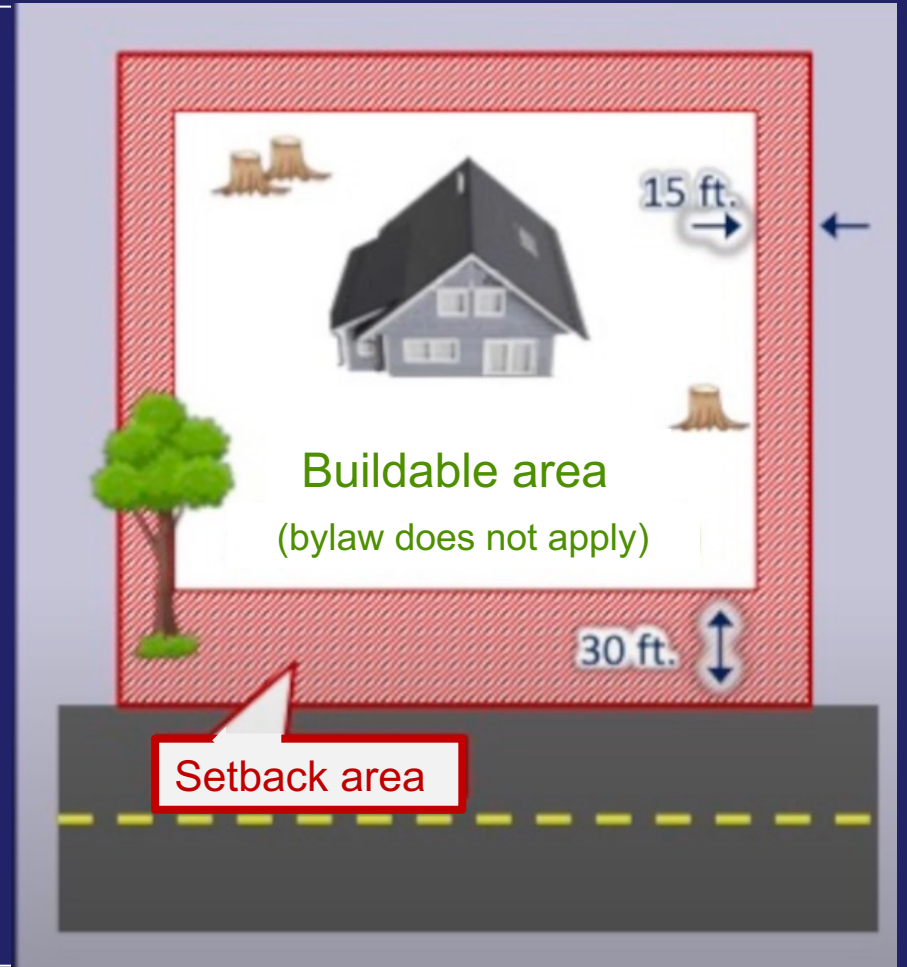 15 ft.
Buildable area
(bylaw does not apply)
30 ft.
Setback area